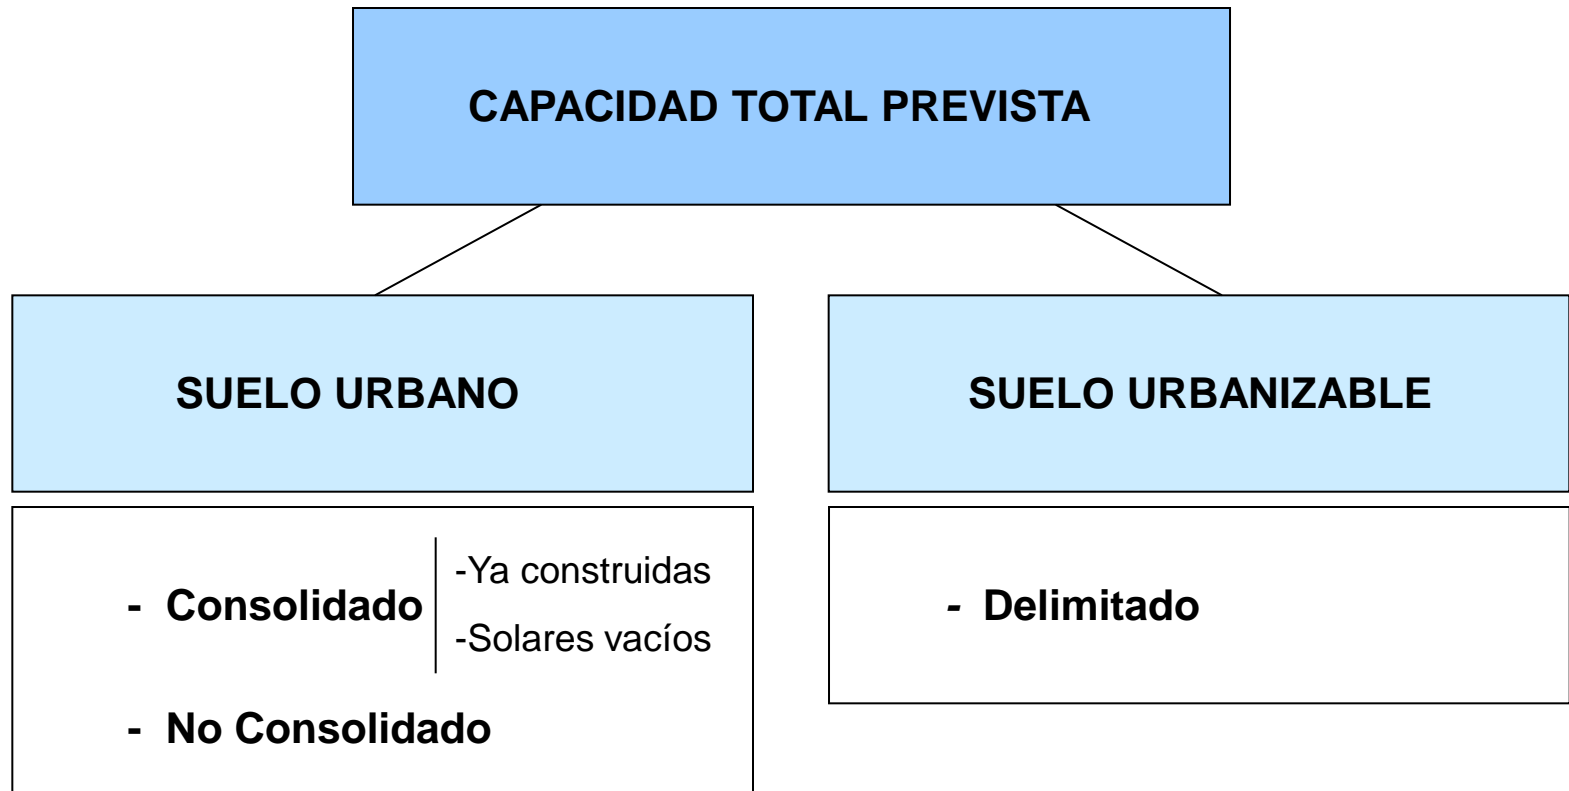 CAPACIDAD TOTAL PREVISTA
SUELO URBANO
- Consolidado
-Ya construidas
-Solares vacíos
- No Consolidado
SUELO URBANIZABLE
- Delimitado